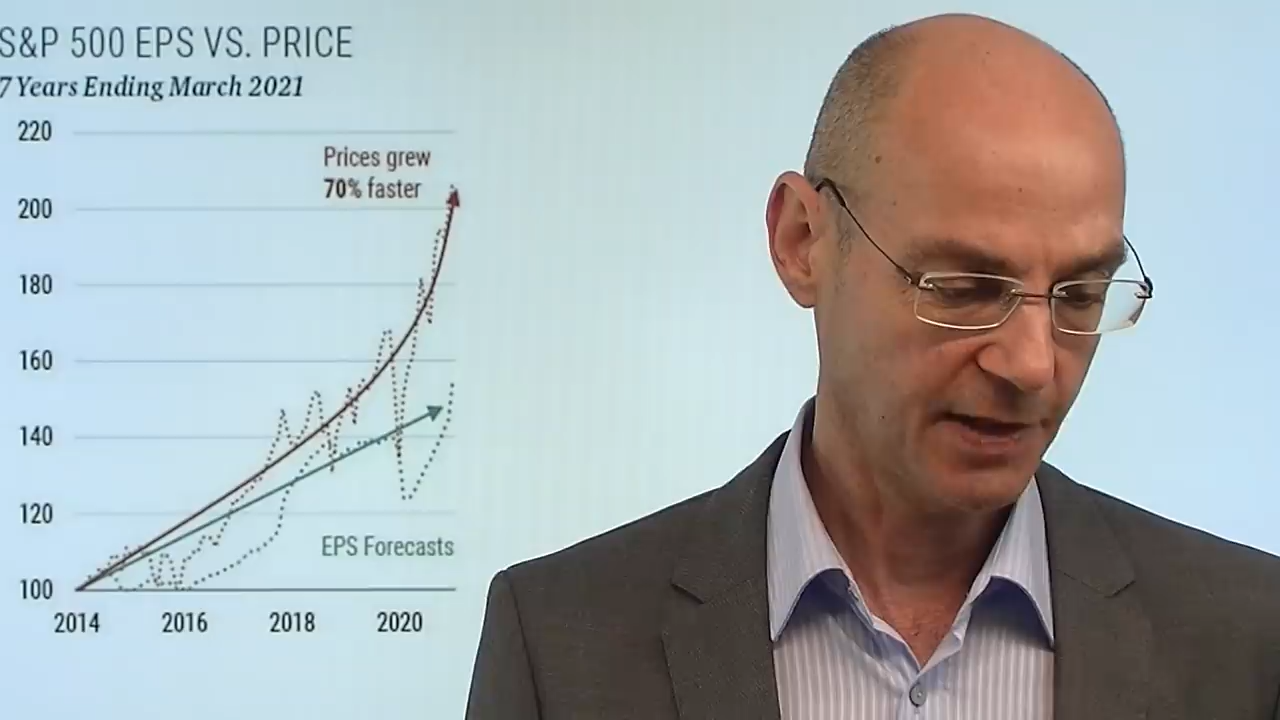 S&P 500 EPS VS. PRICE
7 Years Ending March 2021
220
Prices grew
70% faster
200
180
160
140
120
EPS Forecasts
100
2014 2016 2018 2020